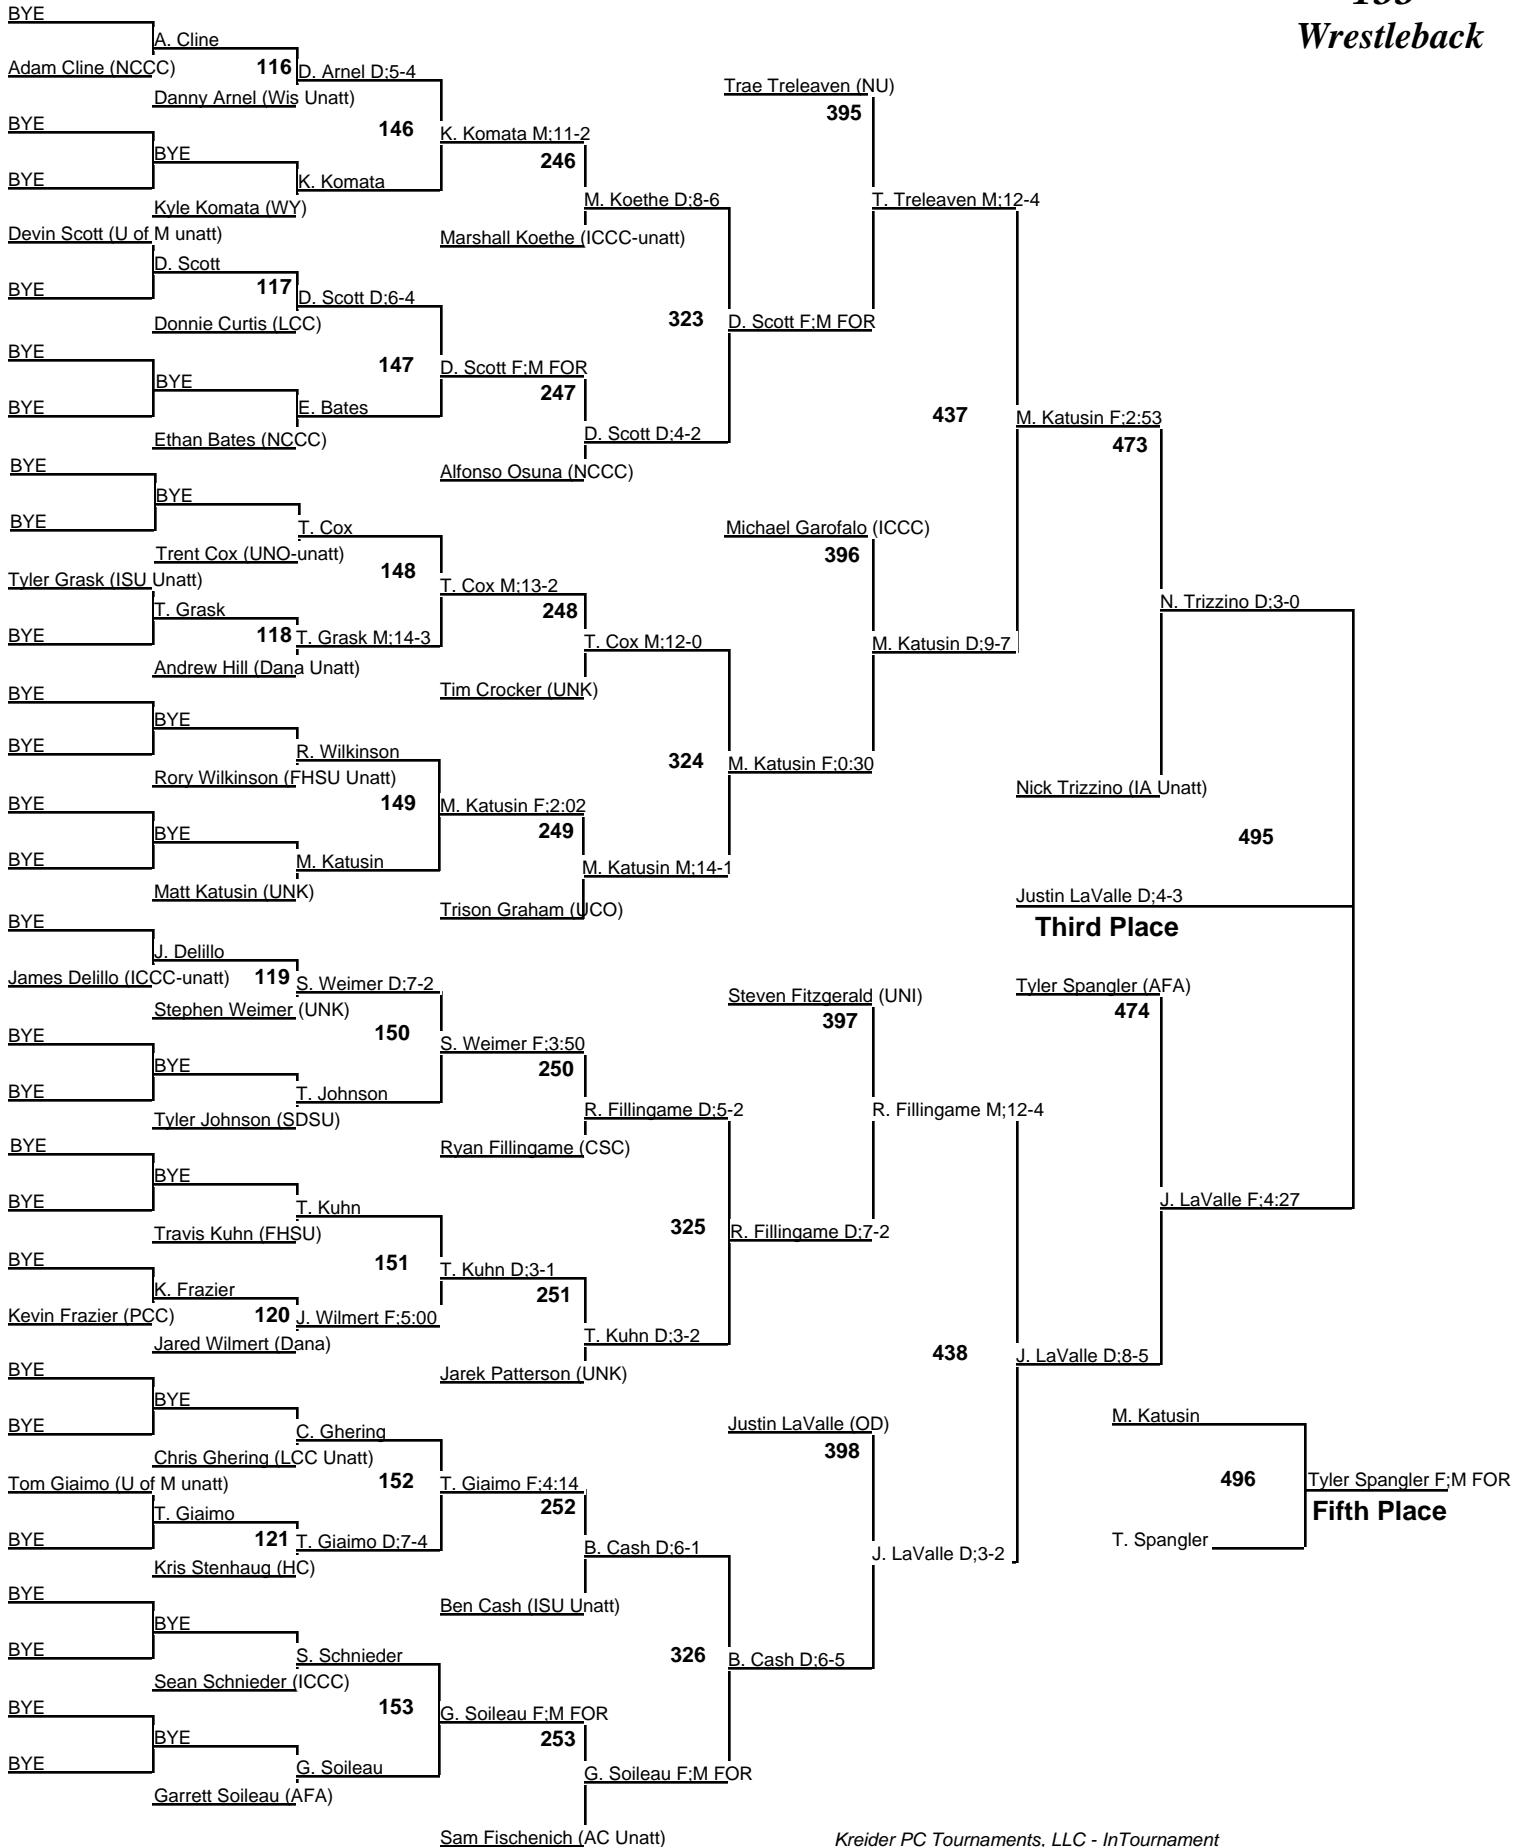 Wrestleback
BYE
A. Cline
Adam Cline (NCCC)
116
D. Arnel D;5-4
Danny Arnel (Wis Unatt)
146
BYE
K. Komata M;11-2
BYE
246
BYE
K. Komata
Kyle Komata (WY)
M. Koethe D;8-6
Marshall Koethe (ICCC-unatt)
Devin Scott (U of M unatt)
D. Scott
BYE
117
D. Scott D;6-4
Donnie Curtis (LCC)
323
D. Scott F;M FOR
BYE
147
D. Scott F;M FOR
BYE
247
BYE
E. Bates
Ethan Bates (NCCC)
D. Scott D;4-2
Alfonso Osuna (NCCC)
Trae Treleaven (NU)
395
T. Treleaven M;12-4
437
M. Katusin F;2:53
473
BYE
BYE
BYE
T. Cox
Trent Cox (UNO-unatt)
148
Tyler Grask (ISU Unatt)
T. Cox M;13-2
T. Grask
248
BYE
118
T. Grask M;14-3
T. Cox M;12-0
Andrew Hill (Dana Unatt)
Tim Crocker (UNK)
Michael Garofalo (ICCC)
396
M. Katusin D;9-7
N. Trizzino D;3-0
BYE
BYE
BYE
R. Wilkinson
324
M. Katusin F;0:30
Rory Wilkinson (FHSU Unatt)
149
BYE
M. Katusin F;2:02
BYE
249
BYE
M. Katusin
M. Katusin M;14-1
Matt Katusin (UNK)
Trison Graham (UCO)
Nick Trizzino (IA Unatt)
495
Justin LaValle D;4-3
Third Place
BYE
J. Delillo
James Delillo (ICCC-unatt)
119
S. Weimer D;7-2
Stephen Weimer (UNK)
150
BYE
S. Weimer F;3:50
BYE
250
BYE
T. Johnson
Tyler Johnson (SDSU)
R. Fillingame D;5-2
Ryan Fillingame (CSC)
Steven Fitzgerald (UNI)
397
R. Fillingame M;12-4
Tyler Spangler (AFA)
474
J. LaValle F;4:27
BYE
BYE
BYE
T. Kuhn
Travis Kuhn (FHSU)
325
R. Fillingame D;7-2
BYE
151
T. Kuhn D;3-1
K. Frazier
251
Kevin Frazier (PCC)
120
J. Wilmert F;5:00
Jared Wilmert (Dana)
T. Kuhn D;3-2
Jarek Patterson (UNK)
438
J. LaValle D;8-5
BYE
BYE
BYE
C. Ghering
Chris Ghering (LCC Unatt)
Justin LaValle (OD)
398
Tom Giaimo (U of M unatt)
152
T. Giaimo F;4:14
T. Giaimo
252
BYE
121
T. Giaimo D;7-4
B. Cash D;6-1
Kris Stenhaug (HC)
J. LaValle D;3-2
Ben Cash (ISU Unatt)
M. Katusin
496
Tyler Spangler F;M FOR
Fifth Place
T. Spangler
BYE
BYE
BYE
S. Schnieder
326
B. Cash D;6-5
Sean Schnieder (ICCC)
BYE
153
G. Soileau F;M FOR
BYE
253
BYE
G. Soileau
G. Soileau F;M FOR
Garrett Soileau (AFA)
Sam Fischenich (AC Unatt)
Kreider PC Tournaments, LLC - InTournament